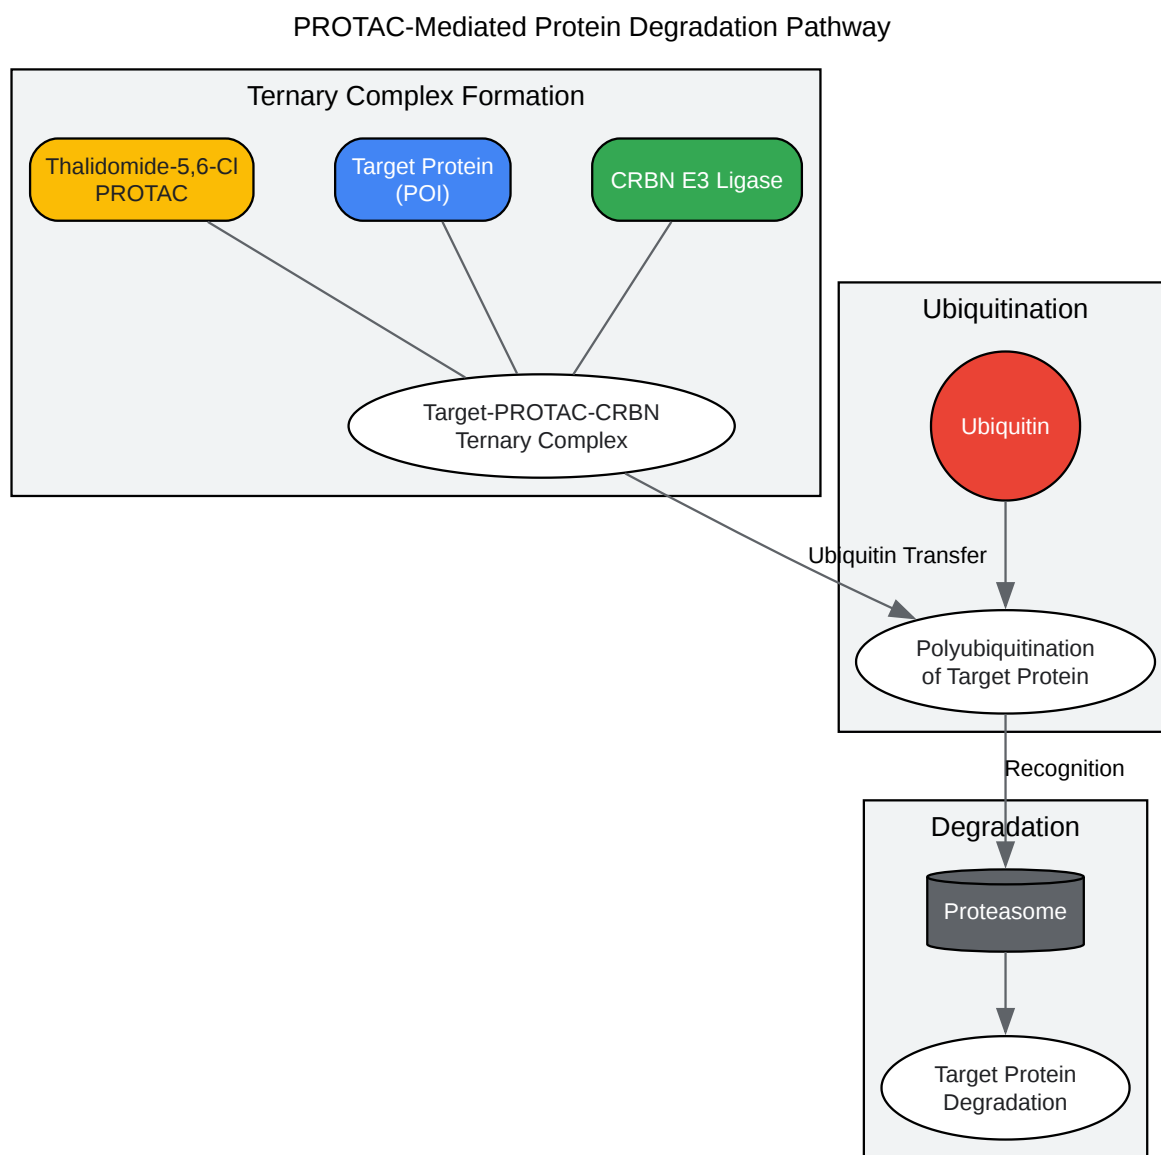 PROTAC-Mediated Protein Degradation Pathway
Ternary Complex Formation
Thalidomide-5,6-Cl
PROTAC
Target Protein
(POI)
CRBN E3 Ligase
Target-PROTAC-CRBN
Ternary Complex
Ubiquitination
Ubiquitin
Ubiquitin Transfer
Polyubiquitination
of Target Protein
Recognition
Degradation
Proteasome
Target Protein
Degradation